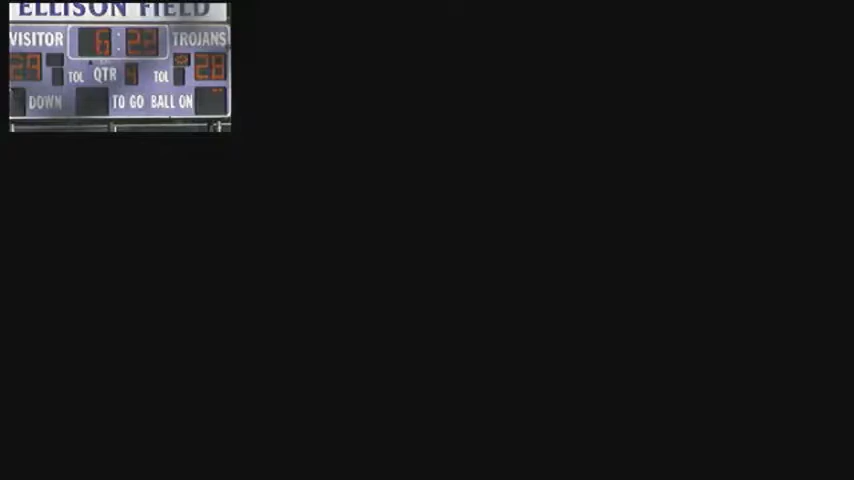 ELLISON FIELD
VISITOR 6:22 TROJANS
28
TOL QTR 4 TOL
DOWN TO GO BALL ON